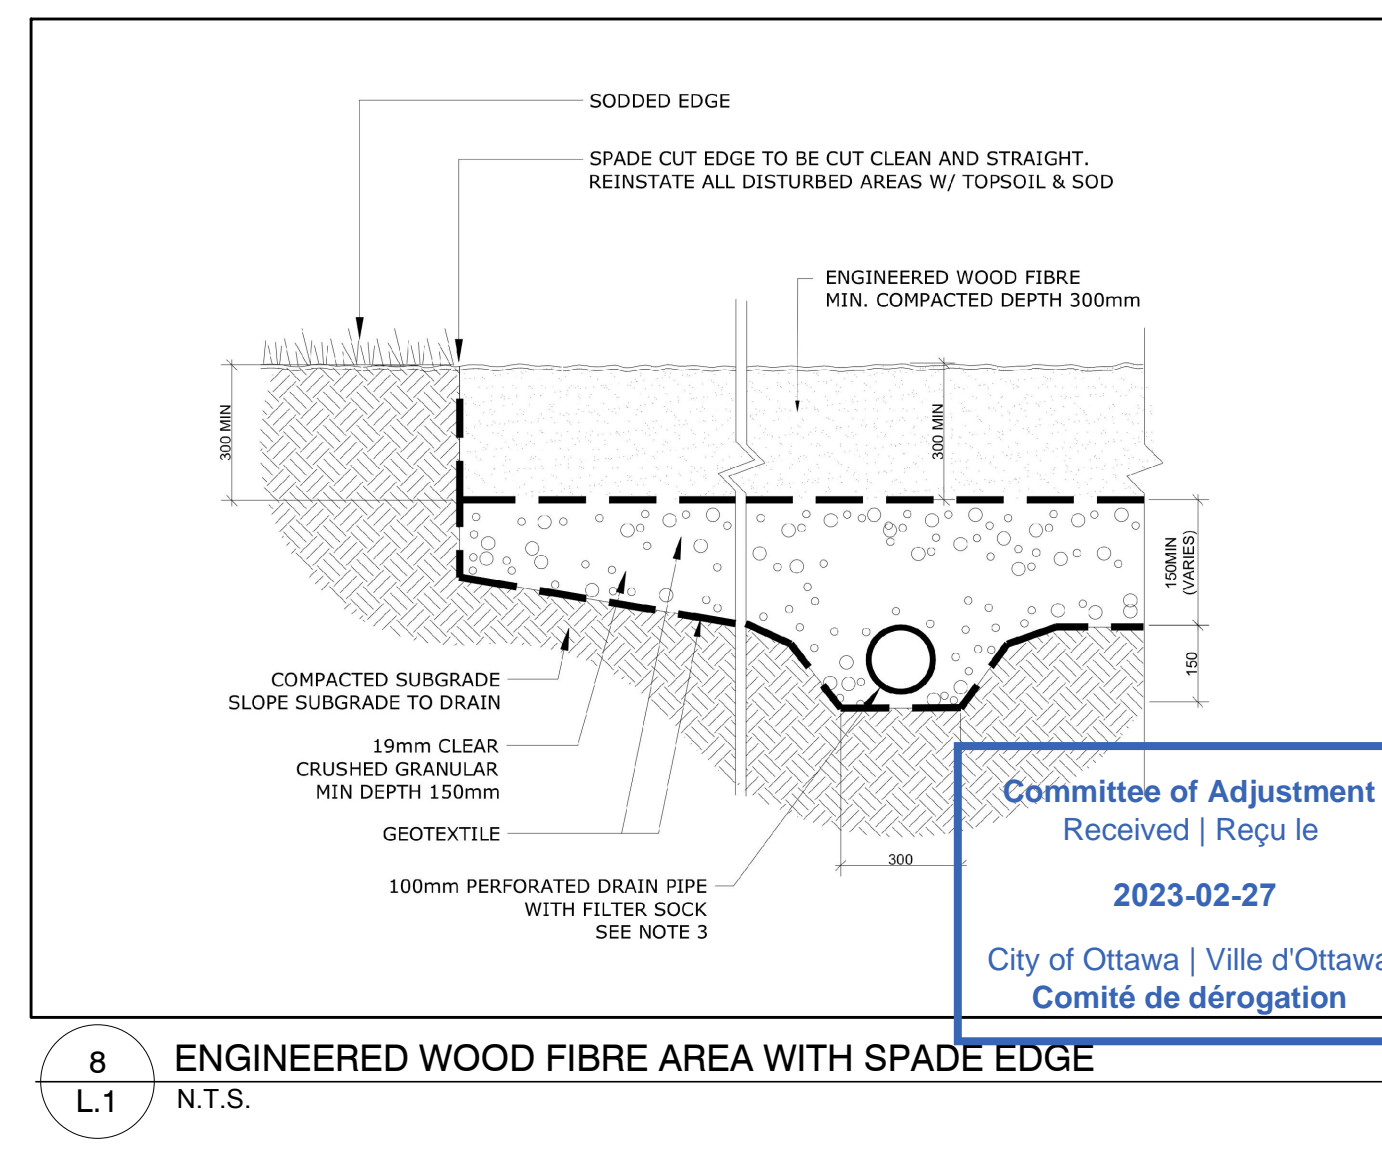 SODDED EDGE
SPADE CUT EDGE TO BE CUT CLEAN AND STRAIGHT.
REINSTATE ALL DISTURBED AREAS W/ TOPSOIL & SOD
ENGINEERED WOOD FIBRE
MIN. COMPACTED DEPTH 300mm
300 MIN
300 MIN
150MIN
(VARIES)
150
COMPACTED SUBGRADE
SLOPE SUBGRADE TO DRAIN
19mm CLEAR
CRUSHED GRANULAR
MIN DEPTH 150mm
GEOTEXTILE
100mm PERFORATED DRAIN PIPE
WITH FILTER SOCK
SEE NOTE 3
300
Committee of Adjustment
Received | Reçu le
2023-02-27
City of Ottawa | Ville d'Ottawa
Comité de dérogation
8
L.1
ENGINEERED WOOD FIBRE AREA WITH SPADE EDGE
N.T.S.